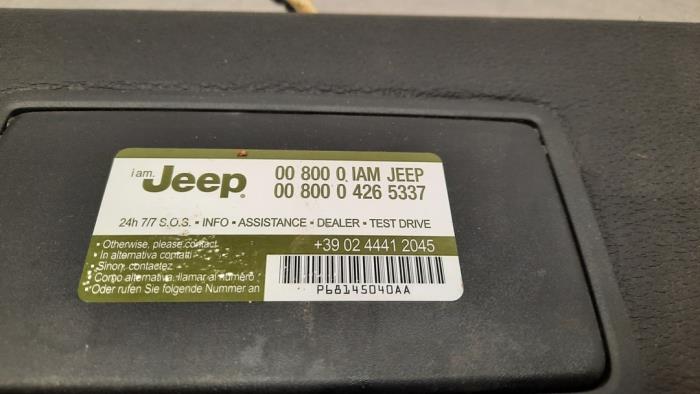 i am.
Jeep®
00 800 0 IAM JEEP
00 800 0 426 5337
24h 7/7 S.O.S. ▪ INFO ▪ ASSISTANCE ▪ DEALER ▪ TEST DRIVE
• Otherwise, please contact
• In alternativa contatti
• Sinon, contactez
• Como alternativa, llamar al número
• Oder rufen Sie folgende Nummer an
+39 02 4441 2045
P68145040AA